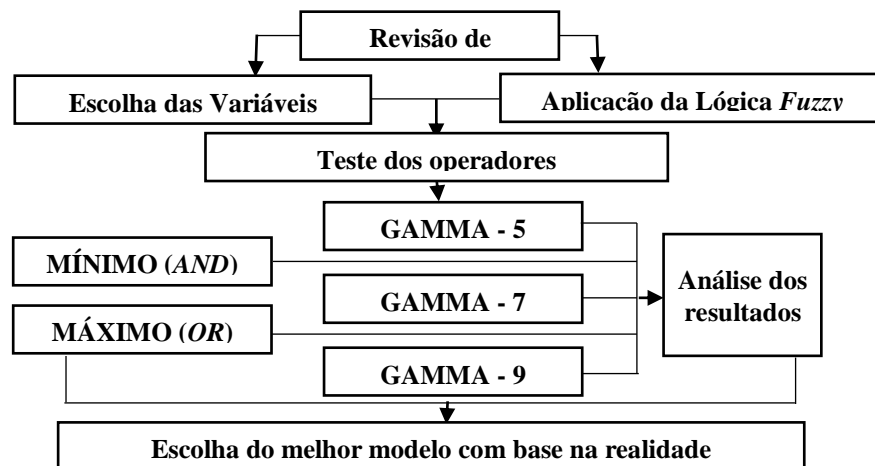 Revisão de
Escolha das Variáveis
Aplicação da Lógica Fuzzy
Teste dos operadores
GAMMA - 5
MÍNIMO (AND)
GAMMA - 7
Análise dos
resultados
MÁXIMO (OR)
GAMMA - 9
Escolha do melhor modelo com base na realidade